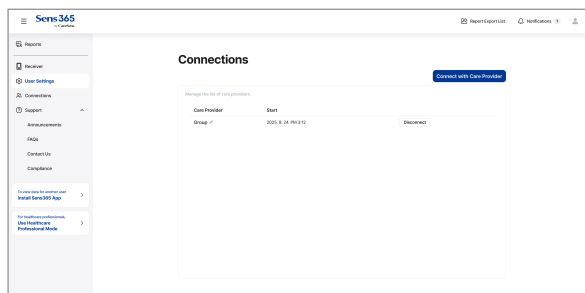 Sens365
by CareSens
Report Export List
Notifications 1
Reports
Receiver
User Settings
Connections
Support
Announcements
FAQs
Contact Us
Compliance
To view data for another user
Install Sens365 App
For healthcare professionals,
Use Healthcare
Professional Mode
Connections
Connect with Care Provider
Manage the list of care providers.
Care Provider Start
Group 2025. 9. 24. PM 3:12 Disconnect